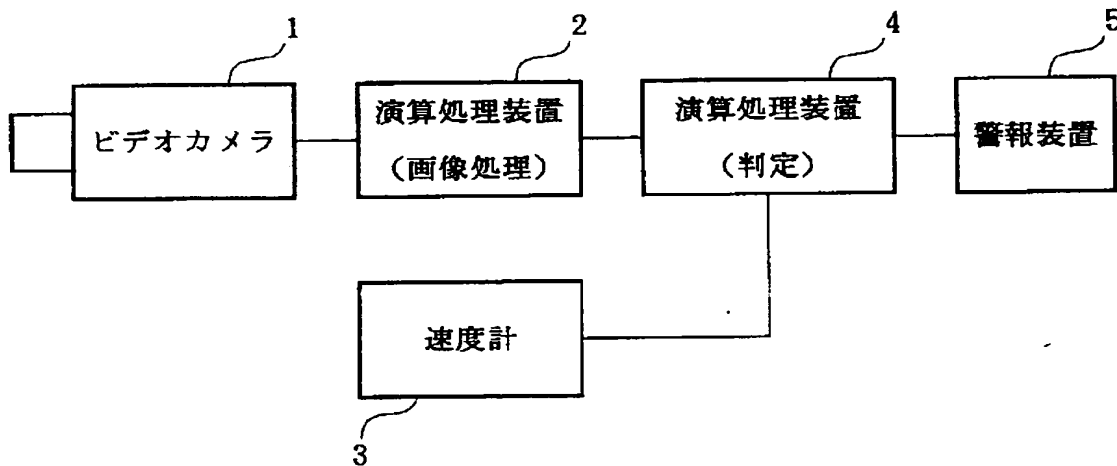 1
2
4
5
ビデオカメラ
演算処理装置
(画像処理)
演算処理装置
(判定)
警報装置
速度計
3